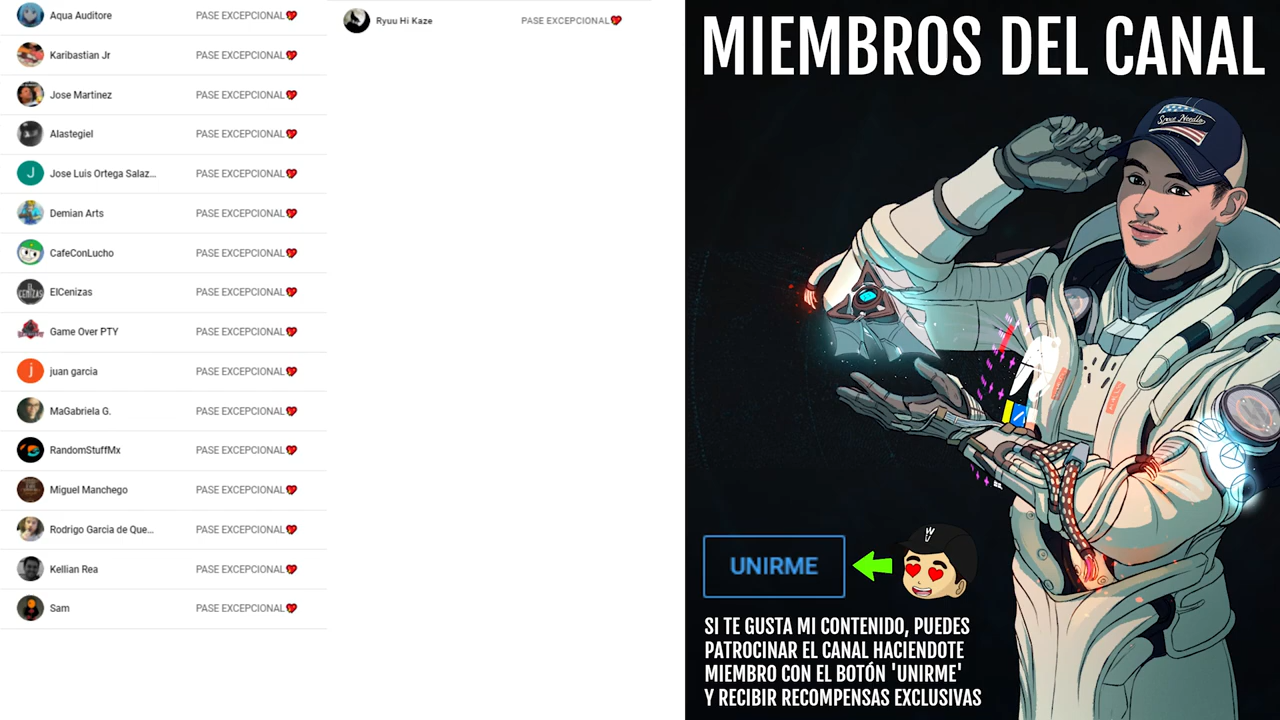 Aqua Auditore PASE EXCEPCIONAL
Karibastian Jr PASE EXCEPCIONAL
Jose Martinez PASE EXCEPCIONAL
Alastegiel PASE EXCEPCIONAL
J Jose Luis Ortega Salaz... PASE EXCEPCIONAL
Demian Arts PASE EXCEPCIONAL
CafeConLucho PASE EXCEPCIONAL
ElCenizas PASE EXCEPCIONAL
Game Over PTY PASE EXCEPCIONAL
j juan garcia PASE EXCEPCIONAL
MaGabriela G. PASE EXCEPCIONAL
RandomStuffMx PASE EXCEPCIONAL
Miguel Manchego PASE EXCEPCIONAL
Rodrigo Garcia de Que... PASE EXCEPCIONAL
Kellian Rea PASE EXCEPCIONAL
Sam PASE EXCEPCIONAL
Ryuu Hi Kaze PASE EXCEPCIONAL
MIEMBROS DEL CANAL
Space Needle
UNIRME
SI TE GUSTA MI CONTENIDO, PUEDES
PATROCINAR EL CANAL HACIENDOTE
MIEMBRO CON EL BOTÓN 'UNIRME'
Y RECIBIR RECOMPENSAS EXCLUSIVAS